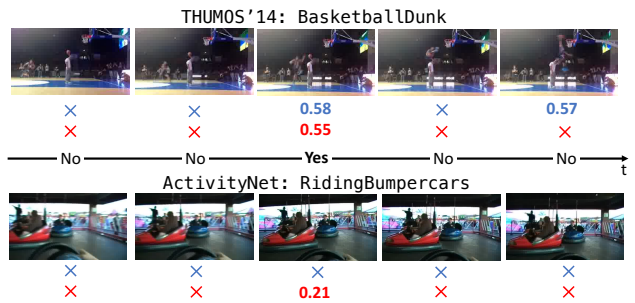 THUMOS'14: BasketballDunk
× × 0.58 × 0.57
× × 0.55 × ×
No No Yes No No
t
ActivityNet: RidingBumpercars
× × × × ×
× × 0.21 × ×